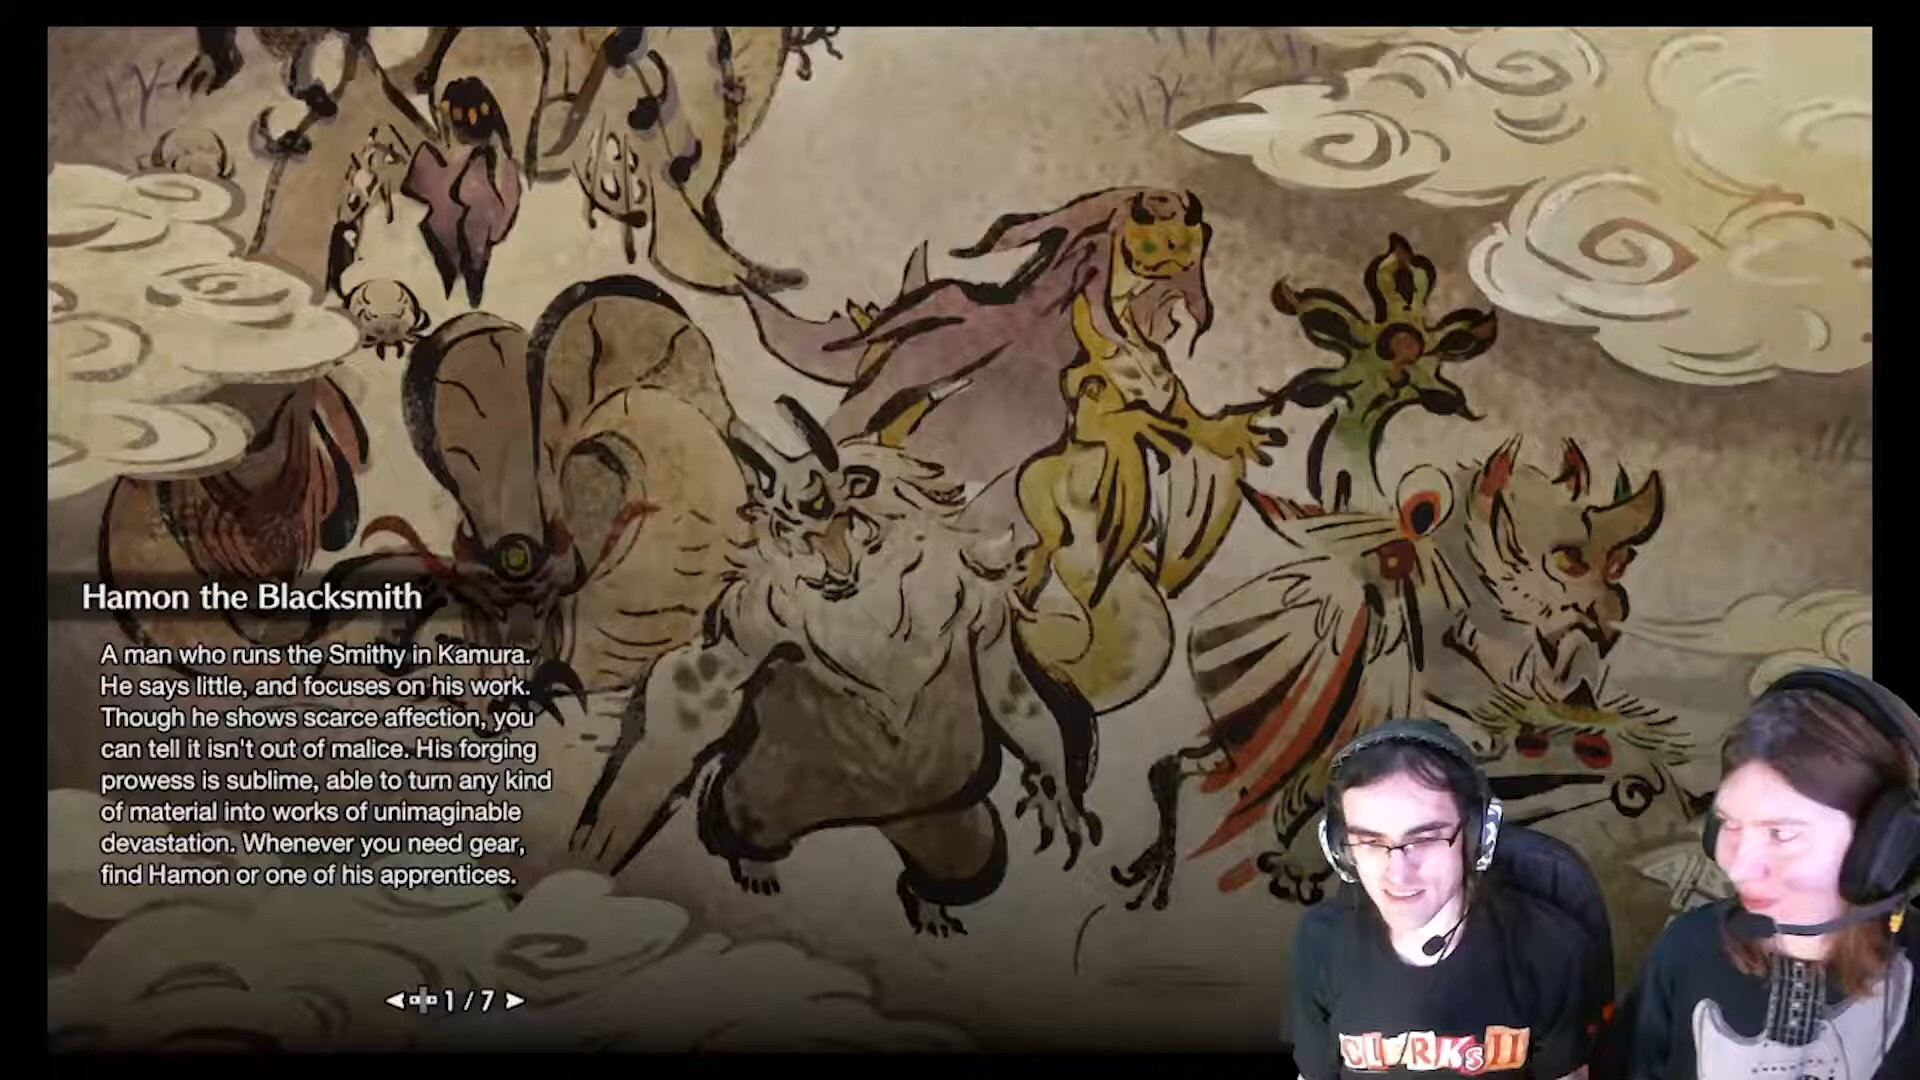 Hamon the Blacksmith
A man who runs the Smithy in Kamura.
He says little, and focuses on his work.
Though he shows scarce affection, you
can tell it isn't out of malice. His forging
prowess is sublime, able to turn any kind
of material into works of unimaginable
devastation. Whenever you need gear,
find Hamon or one of his apprentices.
1 / 7
CLERKS II